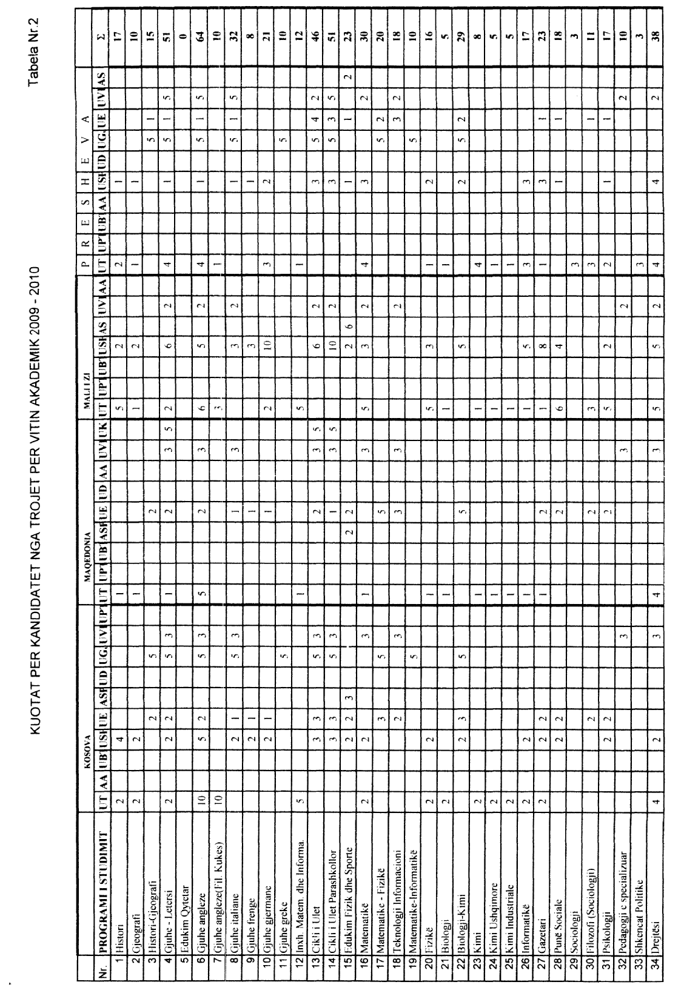 Tabela Nr.2
KUOTAT PER KANDIDATET NGA TROJET PER VITIN AKADEMIK 2009 - 2010
KOSOVA MAQEDONIA MALI I ZI P R E S H E V A
Nr. PROGRAMI I STUDIMIT UT AA UBT USH UE ASP UD UGJ UVL UPT UT UPT UBT ASP UE UD AA UVL UK UT UPT UBT USH AS UVL AA UT UPT UBT AA USH UD UGJ UE UVL AS Σ
1 Histori 2 4 1 5 2 2 1 17
2 Gjeografi 2 2 1 1 2 1 1 10
3 Histori-Gjeografi 2 5 2 5 1 15
4 Gjuhe - Letersi 2 2 2 5 3 1 2 3 5 2 6 2 4 1 5 1 5 51
5 Edukim Qytetar 0
6 Gjuhe angleze 10 5 2 5 3 5 2 3 6 5 2 4 1 5 1 5 64
7 Gjuhe angleze(Fil. Kukes) 10 3 1 10
8 Gjuhe italiane 2 1 5 3 1 3 3 2 1 5 1 5 32
9 Gjuhe frenge 2 1 1 3 1 8
10 Gjuhe gjermane 2 1 1 2 10 3 2 21
11 Gjuhe greke 5 5 10
12 Inxh. Matem. dhe Informa. 5 1 5 1 12
13 Cikli i Ulet 3 3 5 3 2 3 5 6 2 3 5 4 2 46
14 Cikli i Ulet Parashkollor 3 3 5 3 1 3 5 10 2 3 5 3 5 51
15 Edukim Fizik dhe Sporte 2 2 3 2 2 2 6 1 1 2 23
16 Matematikë 2 2 3 1 3 5 3 2 4 3 2 30
17 Matematike - Fizikë 3 5 5 5 2 20
18 Teknologji Informacioni 2 3 3 3 2 3 2 18
19 Matematike-Informatikë 5 5 10
20 Fizikë 2 2 1 5 3 1 2 16
21 Biologji 2 1 1 1 5
22 Biologji-Kimi 2 3 5 5 5 2 5 2 29
23 Kimi 2 1 1 4 8
24 Kimi Ushqimore 2 1 1 1 5
25 Kimi Industriale 2 1 1 1 5
26 Informatikë 2 2 1 1 5 3 3 17
27 Gazetari 2 2 2 1 2 1 8 1 3 1 23
28 Punë Sociale 2 2 2 6 4 1 1 18
29 Sociologji 3 3
30 Filozofi (Sociologji) 2 2 3 3 1 11
31 Psikologji 2 2 2 5 2 2 1 1 17
32 Pedagogji e specializuar 3 3 2 2 10
33 Shkencat Politike 3 3
34 Drejtësi 4 2 3 4 3 5 5 2 4 4 2 38